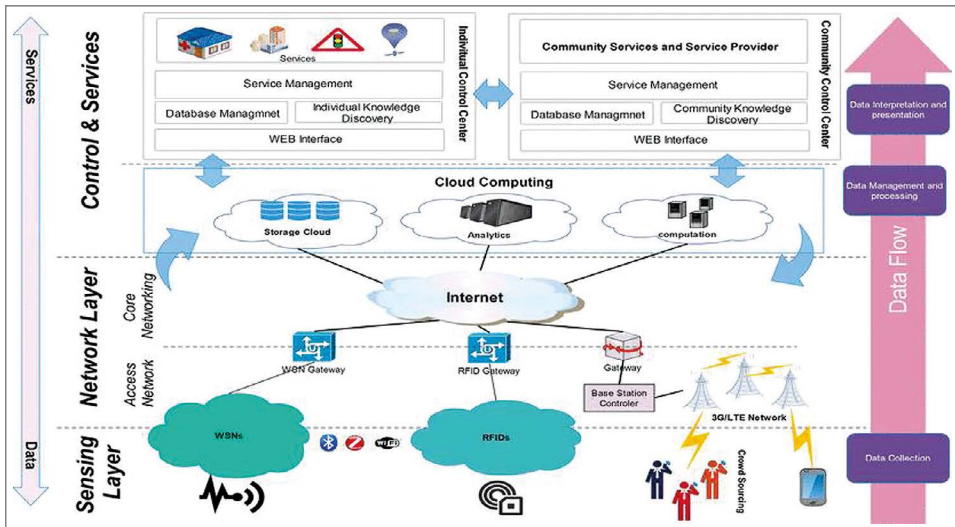 Services
Data
Control & Services
Network Layer
Core
Networking
Access
Network
Sensing
Layer
Services
Service Management
Database Managmnet
Individual Knowledge
Discovery
WEB Interface
Individual Control Center
Community Services and Service Provider
Service Management
Database Managmnet
Community Knowledge
Discovery
WEB Interface
Community Control Center
Cloud Computing
Storage Cloud
Analytics
computation
Internet
WSN Gateway
RFID Gateway
Gateway
Base Station
Controler
3G/LTE Network
WSNs
WiFi
RFIDs
Crowd Sourcing
Data Interpretation and
presentation
Data Management and
processing
Data Flow
Data Collection